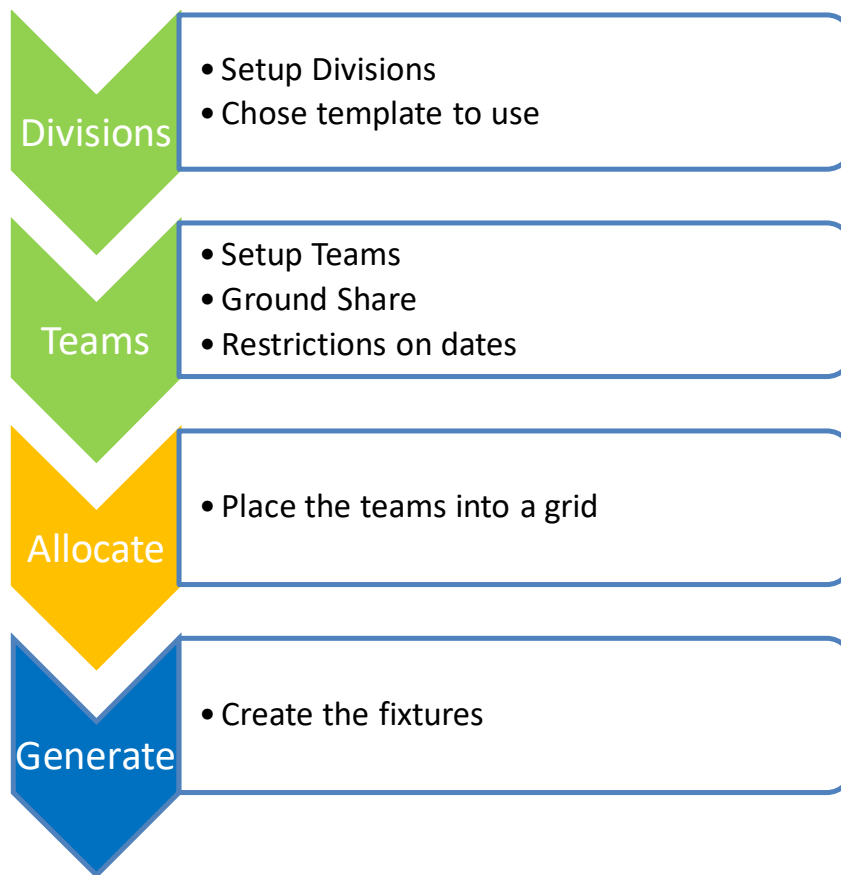 Divisions
• Setup Divisions
• Chose template to use
Teams
• Setup Teams
• Ground Share
• Restrictions on dates
Allocate
• Place the teams into a grid
Generate
• Create the fixtures